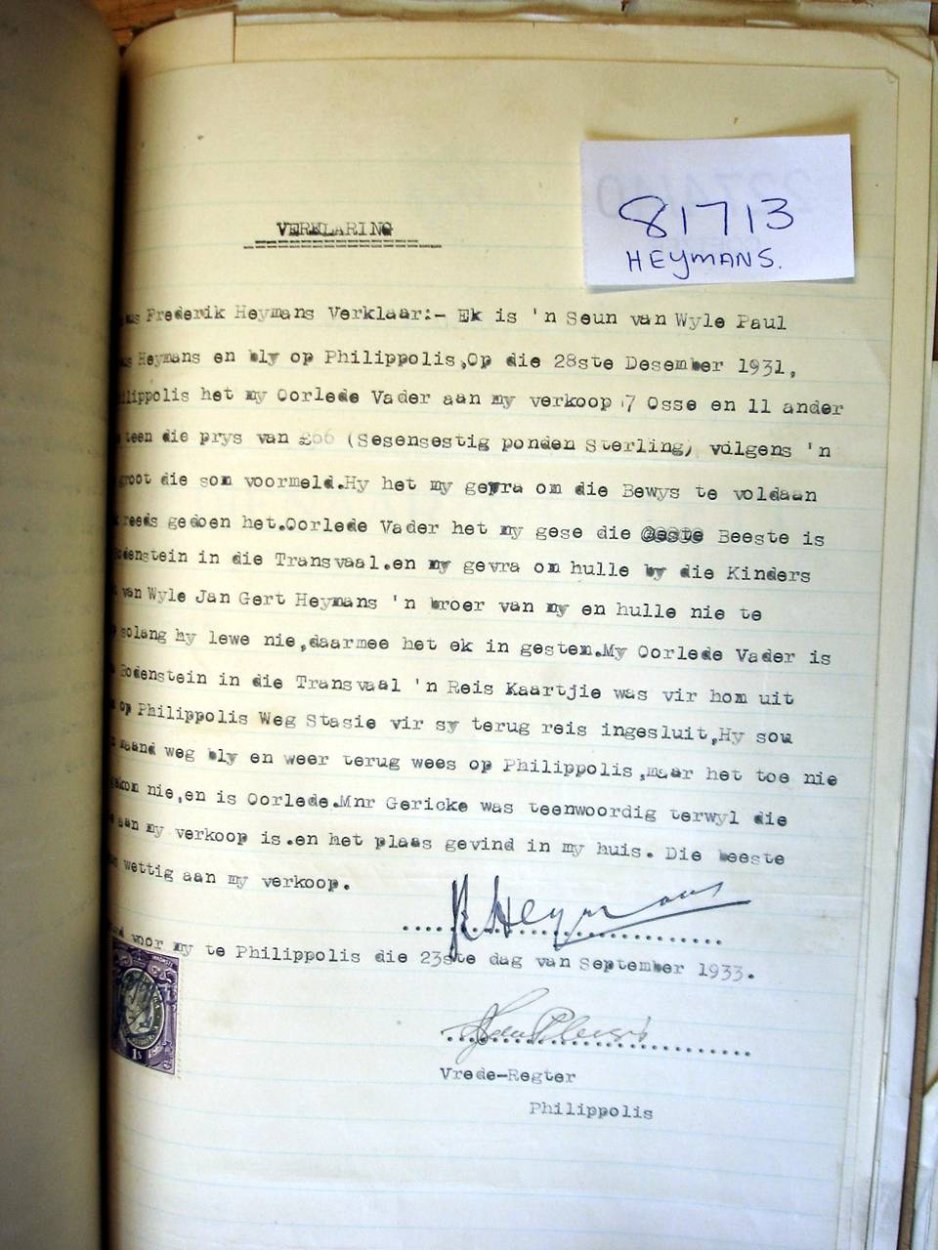 81713
HEYMANS.
VERKLARING
Frederik Heymans Verklaar:- Ek is 'n Seun van Wyle Paul
Heymans en bly op Philippolis,Op die 28ste Desember 1931,
ilippolis het my Oorlede Vader aan my verkoop 7 Osse en 11 ander
teen die prys van £66 (Sesensestig ponden Sterling) volgens 'n
groot die som voormeld.Hy het my gevra om die Bewys te voldaan
reeds gedoen het.Oorlede Vader het my gese die Beeste is
odenstein in die Transvaal.en my gevra om hulle by die Kinders
van Wyle Jan Gert Heymans 'n broer van my en hulle nie te
solang hy lewe nie,daarmee het ek in gestem.My Oorlede Vader is
Bodenstein in die Transvaal 'n Reis Kaartjie was vir hom uit
op Philippolis Weg Stasie vir sy terug reis ingesluit,Hy sou
maand weg bly en weer terug wees op Philippolis,maar het toe nie
ekom nie,en is Oorlede.Mnr Gericke was teenwoordig terwyl die
aan my verkoop is.en het plaas gevind in my huis. Die beeste
wettig aan my verkoop.
Heymans
voor my te Philippolis die 23ste dag van September 1933.
Vrede-Regter
Philippolis